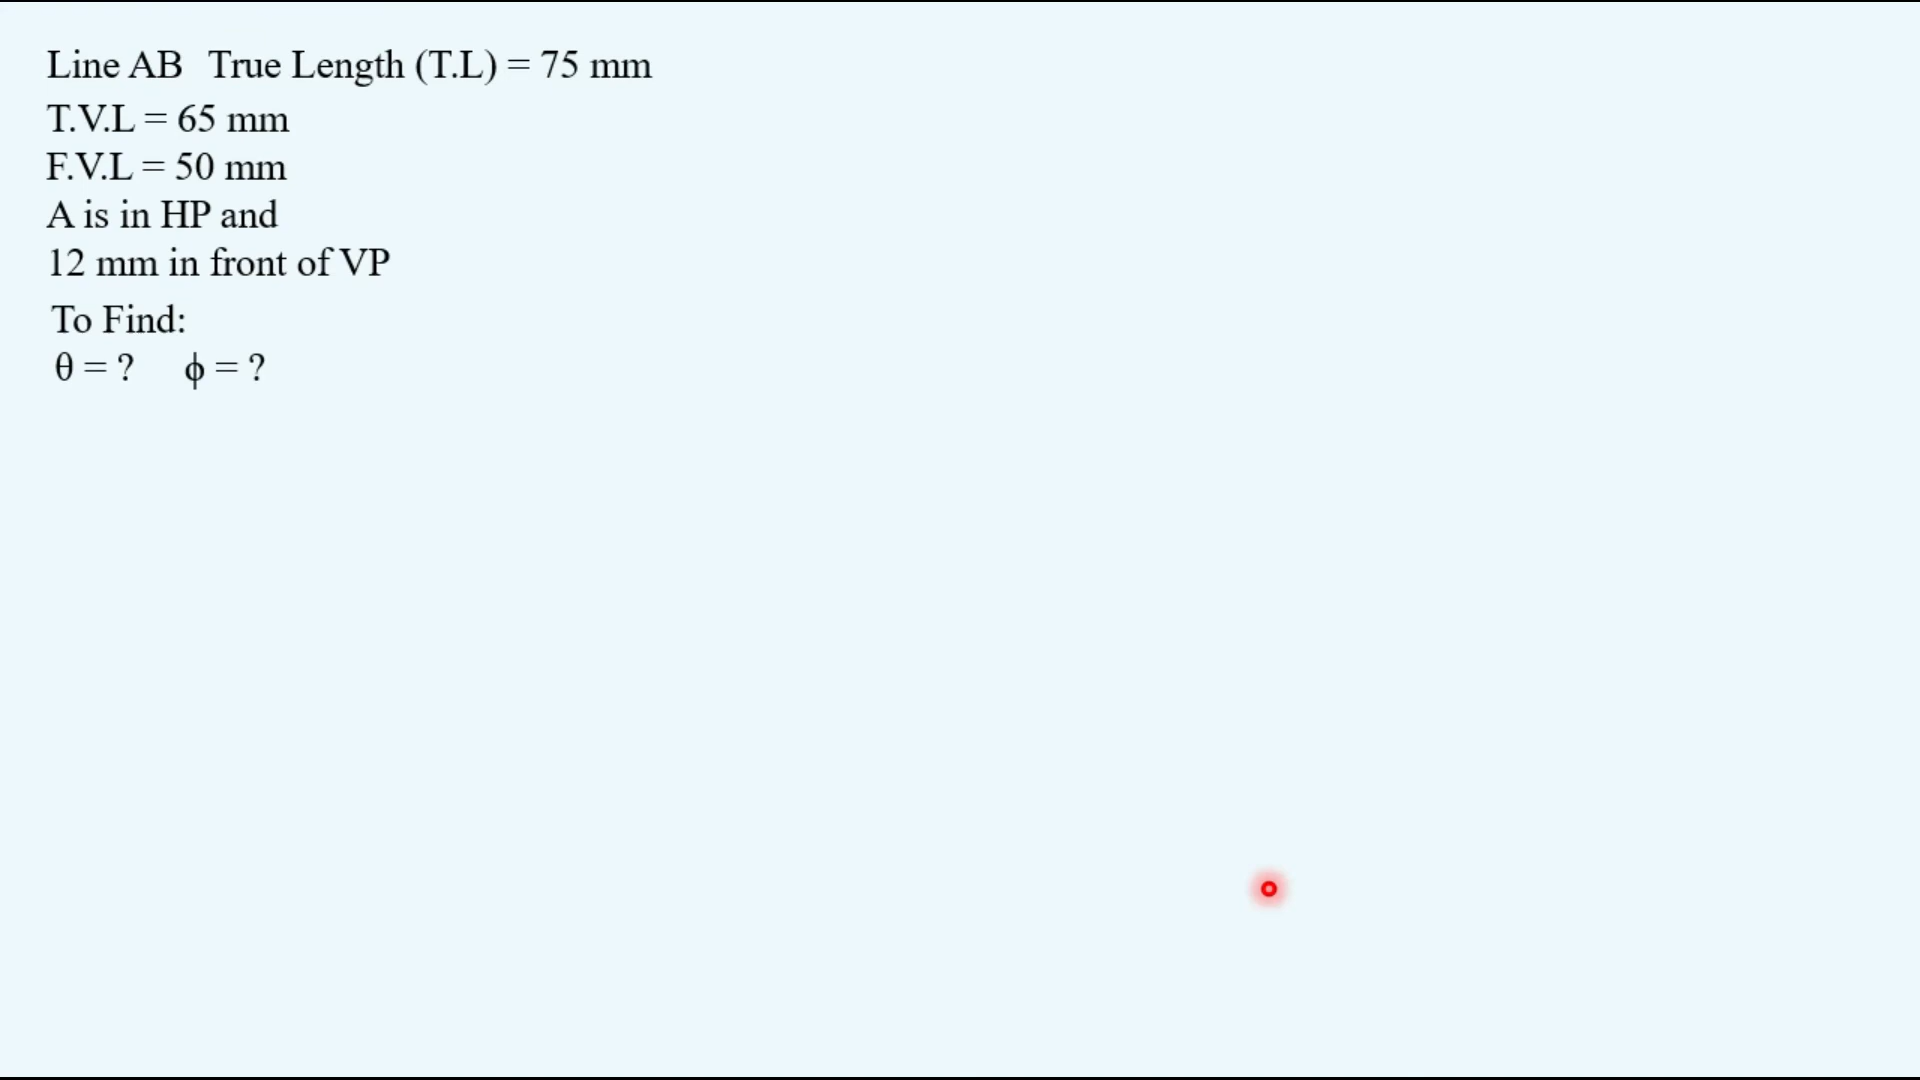 Line AB True Length (T.L) = 75 mm
T.V.L = 65 mm
F.V.L = 50 mm
A is in HP and
12 mm in front of VP
To Find:
θ = ? ϕ = ?